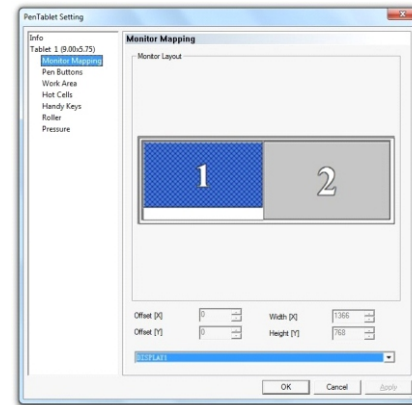 PenTablet Setting
Info
Tablet 1 (9.00x5.75)
Monitor Mapping
Pen Buttons
Work Area
Hot Cells
Handy Keys
Roller
Pressure
Monitor Mapping
Monitor Layout
1
2
Offset [X] 0 Width [X] 1366
Offset [Y] 0 Height [Y] 768
DISPLAY1
OK Cancel Apply